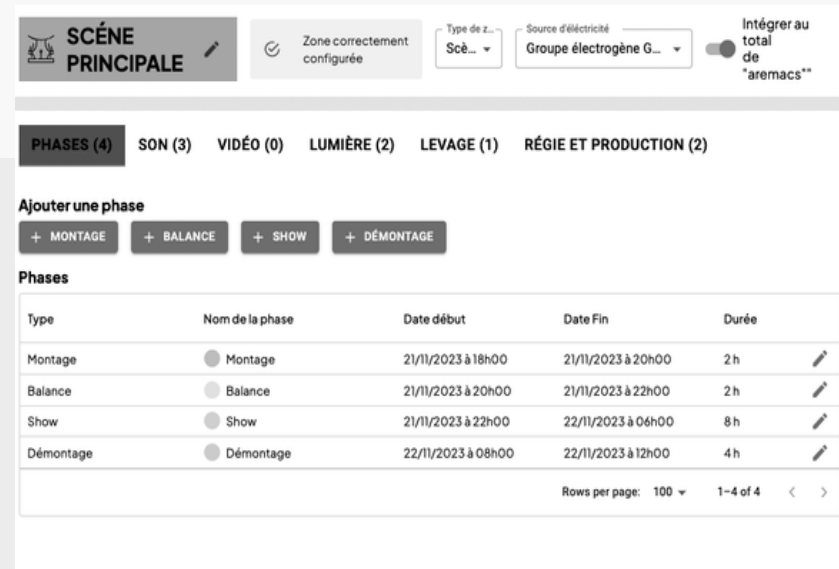 SCÉNE
PRINCIPALE
Zone correctement
configurée
Type de z...
Scè...
Source d'éléctricité
Groupe électrogène G...
Intégrer au
total
de
"aremacs""
PHASES (4) SON (3) VIDÉO (0) LUMIÈRE (2) LEVAGE (1) RÉGIE ET PRODUCTION (2)
Ajouter une phase
+ MONTAGE + BALANCE + SHOW + DÉMONTAGE
Phases
Type Nom de la phase Date début Date Fin Durée
Montage Montage 21/11/2023 à 18h00 21/11/2023 à 20h00 2 h
Balance Balance 21/11/2023 à 20h00 21/11/2023 à 22h00 2 h
Show Show 21/11/2023 à 22h00 22/11/2023 à 06h00 8 h
Démontage Démontage 22/11/2023 à 08h00 22/11/2023 à 12h00 4 h
Rows per page: 100 1-4 of 4